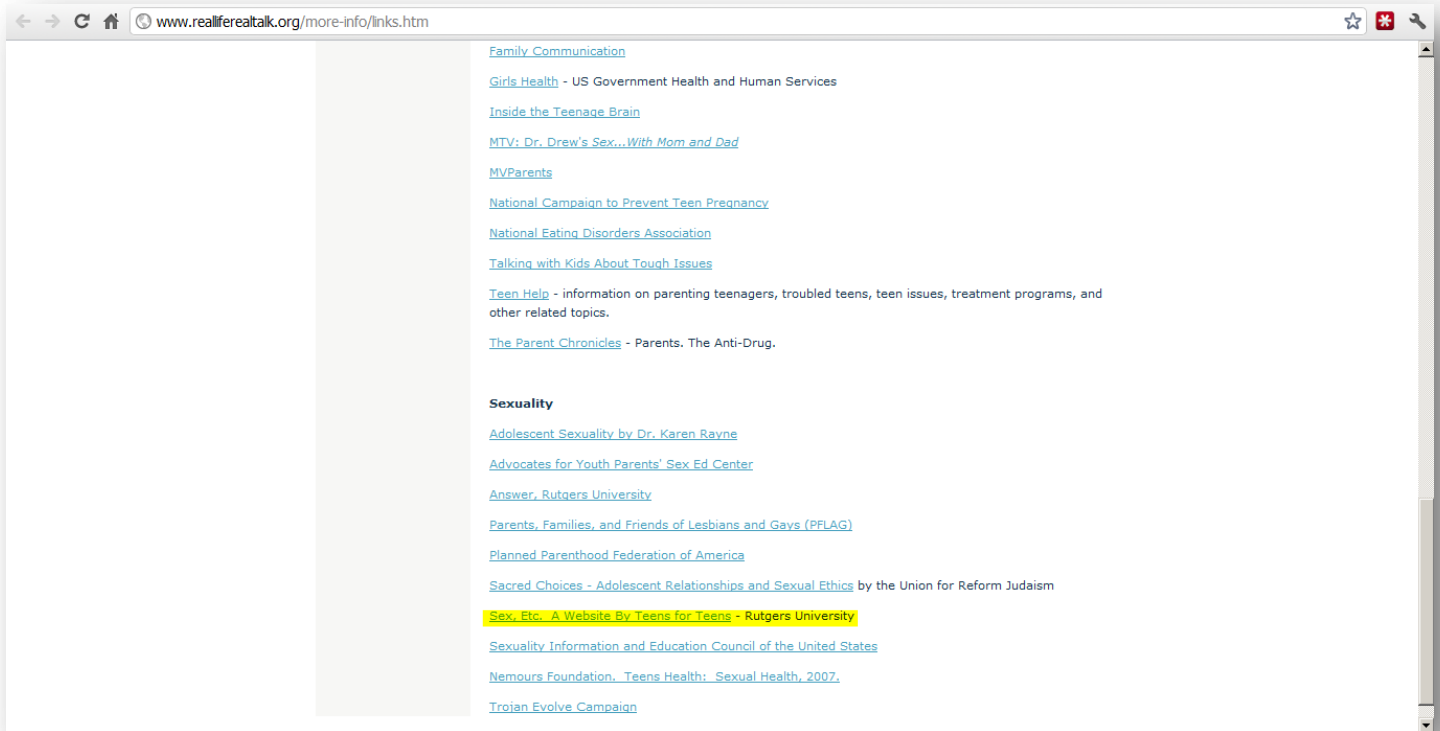 www.realliferealtalk.org/more-info/links.htm
Family Communication
Girls Health - US Government Health and Human Services
Inside the Teenage Brain
MTV: Dr. Drew's Sex...With Mom and Dad
MVParents
National Campaign to Prevent Teen Pregnancy
National Eating Disorders Association
Talking with Kids About Tough Issues
Teen Help - information on parenting teenagers, troubled teens, teen issues, treatment programs, and
other related topics.
The Parent Chronicles - Parents. The Anti-Drug.
Sexuality
Adolescent Sexuality by Dr. Karen Rayne
Advocates for Youth Parents' Sex Ed Center
Answer, Rutgers University
Parents, Families, and Friends of Lesbians and Gays (PFLAG)
Planned Parenthood Federation of America
Sacred Choices - Adolescent Relationships and Sexual Ethics by the Union for Reform Judaism
Sex, Etc.  A Website By Teens for Teens - Rutgers University
Sexuality Information and Education Council of the United States
Nemours Foundation.  Teens Health:  Sexual Health, 2007.
Trojan Evolve Campaign